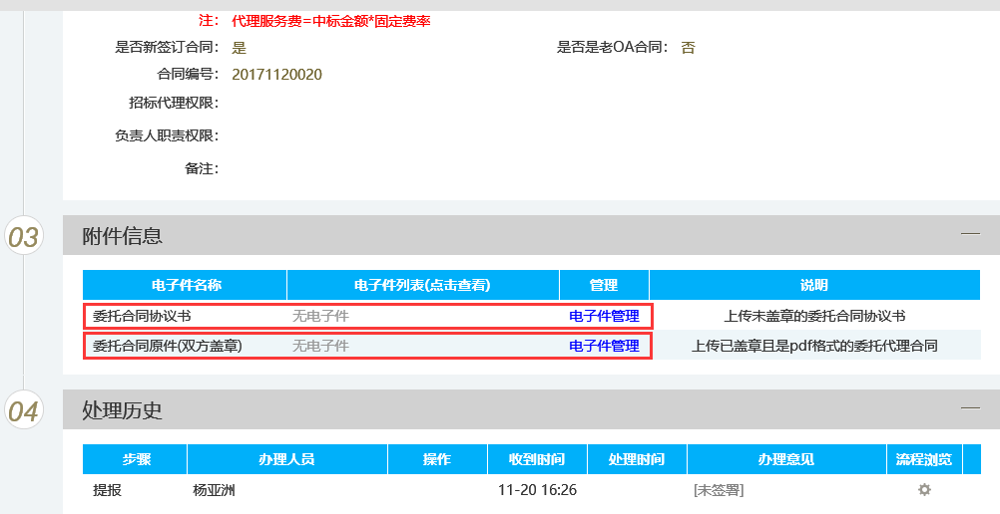 注： 代理服务费=中标金额*固定费率
是否新签订合同： 是 是否是老OA合同： 否
合同编号： 20171120020
招标代理权限：
负责人职责权限：
备注：
03 附件信息
电子件名称 电子件列表(点击查看) 管理 说明
委托合同协议书 无电子件 电子件管理 上传未盖章的委托合同协议书
委托合同原件(双方盖章) 无电子件 电子件管理 上传已盖章且是pdf格式的委托代理合同
04 处理历史
步骤 办理人员 操作 收到时间 处理时间 办理意见 流程浏览
提报 杨亚洲 11-20 16:26 [未签署]